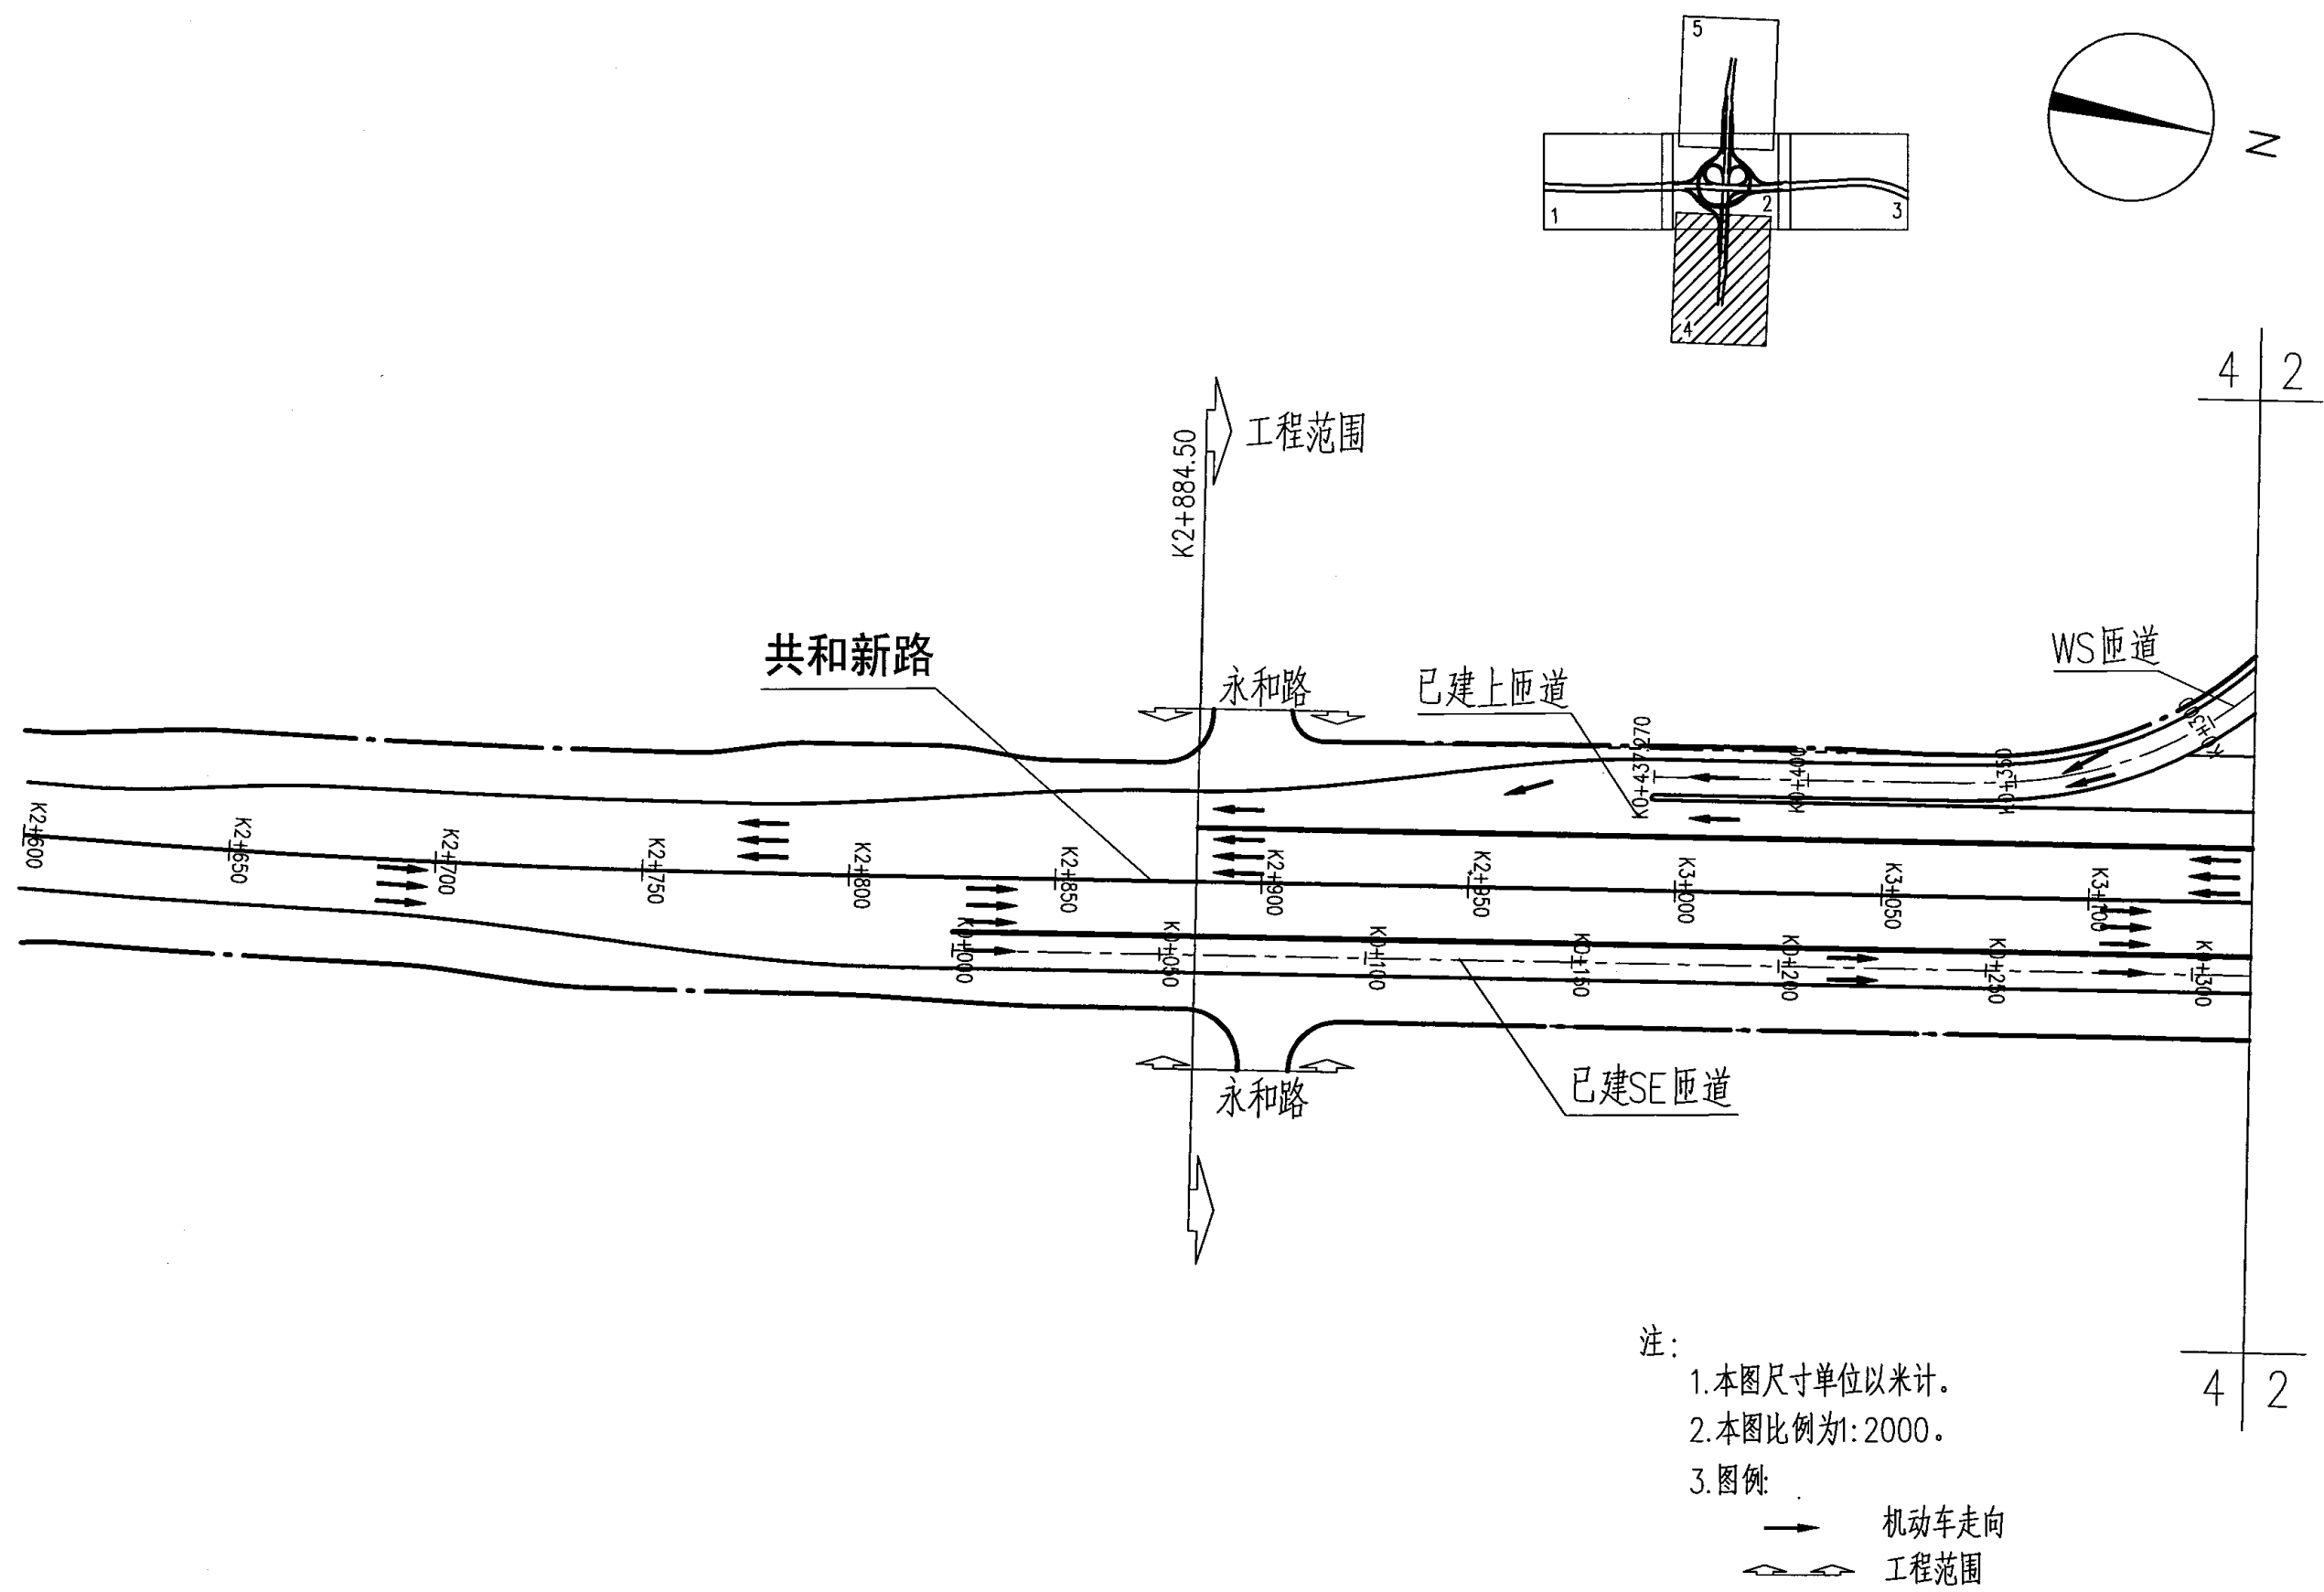 5
N
1
2
3
4
4 2
工程范围
K2+884.50
共和新路
永和路
已建上匝道
WS匝道
K0+437.270
K0+400
K0+350
K0+300
K2+600
K2+650
K2+700
K2+750
K2+800
K2+850
K2+900
K2+950
K3+000
K3+050
K3+100
K0+000
K0+050
K0+100
K0+150
K0+200
K0+250
K0+300
已建SE匝道
永和路
注:
1.本图尺寸单位以米计。
2.本图比例为1:2000。
3.图例:
机动车走向
工程范围
4 2